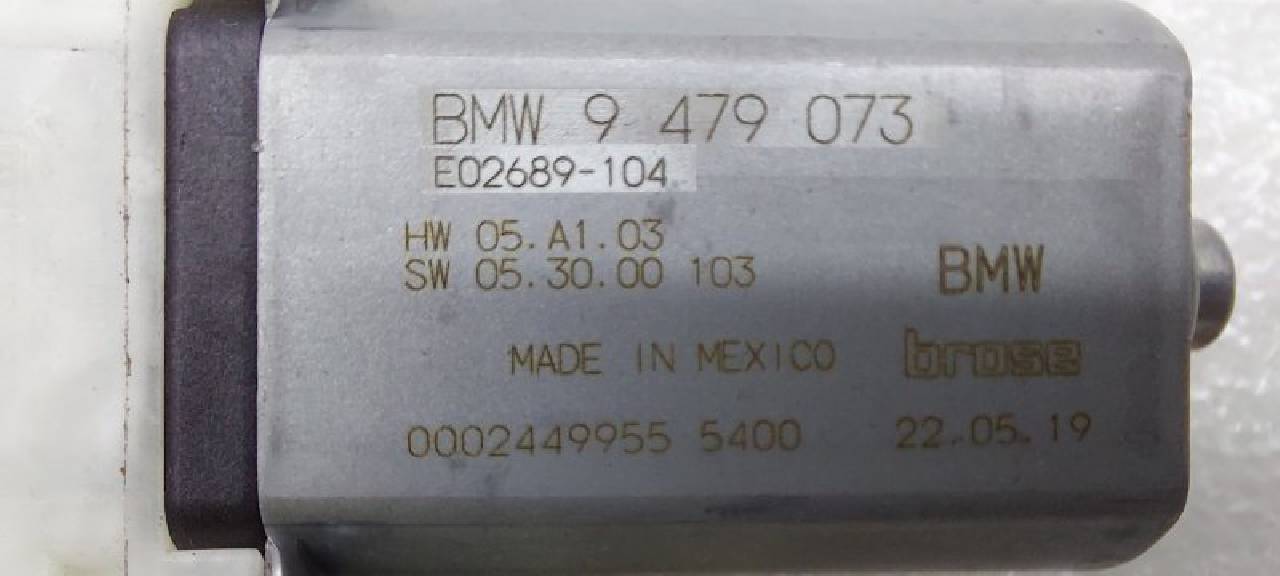 BMW 9 479 073
E02689-104
HW 05.A1.03
SW 05.30.00 103
BMW
MADE IN MEXICO
brose
0002449955 5400
22.05.19